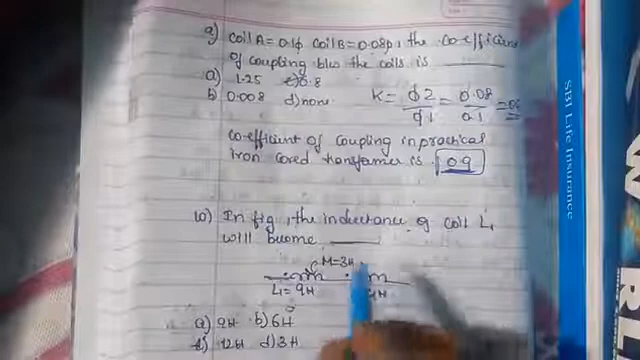 9) coil A = 0.1φ coil B = 0.08φ, the co-efficient
of coupling b/w the coils is
a) 1.25 c) 0.8
b) 0.008 d) none
K = φ2/φ1 = 0.08/0.1 =
co-efficient of coupling in practical
iron cored transformer is 0.9
10) In fig, the inductance of coil L1
will become
M=3H
L1 = 9H
a) 9H b) 6H
c) 12H d) 3H
SBI Life Insurance